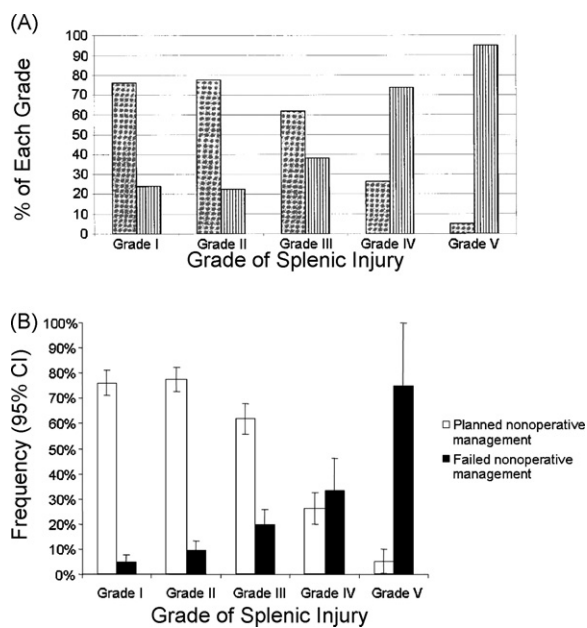 (A)
% of Each Grade
100
90
80
70
60
50
40
30
20
10
0
Grade I Grade II Grade III Grade IV Grade V
Grade of Splenic Injury
(B)
Frequency (95% CI)
100%
90%
80%
70%
60%
50%
40%
30%
20%
10%
0%
Grade I Grade II Grade III Grade IV Grade V
Grade of Splenic Injury
Planned nonoperative
management
Failed nonoperative
management